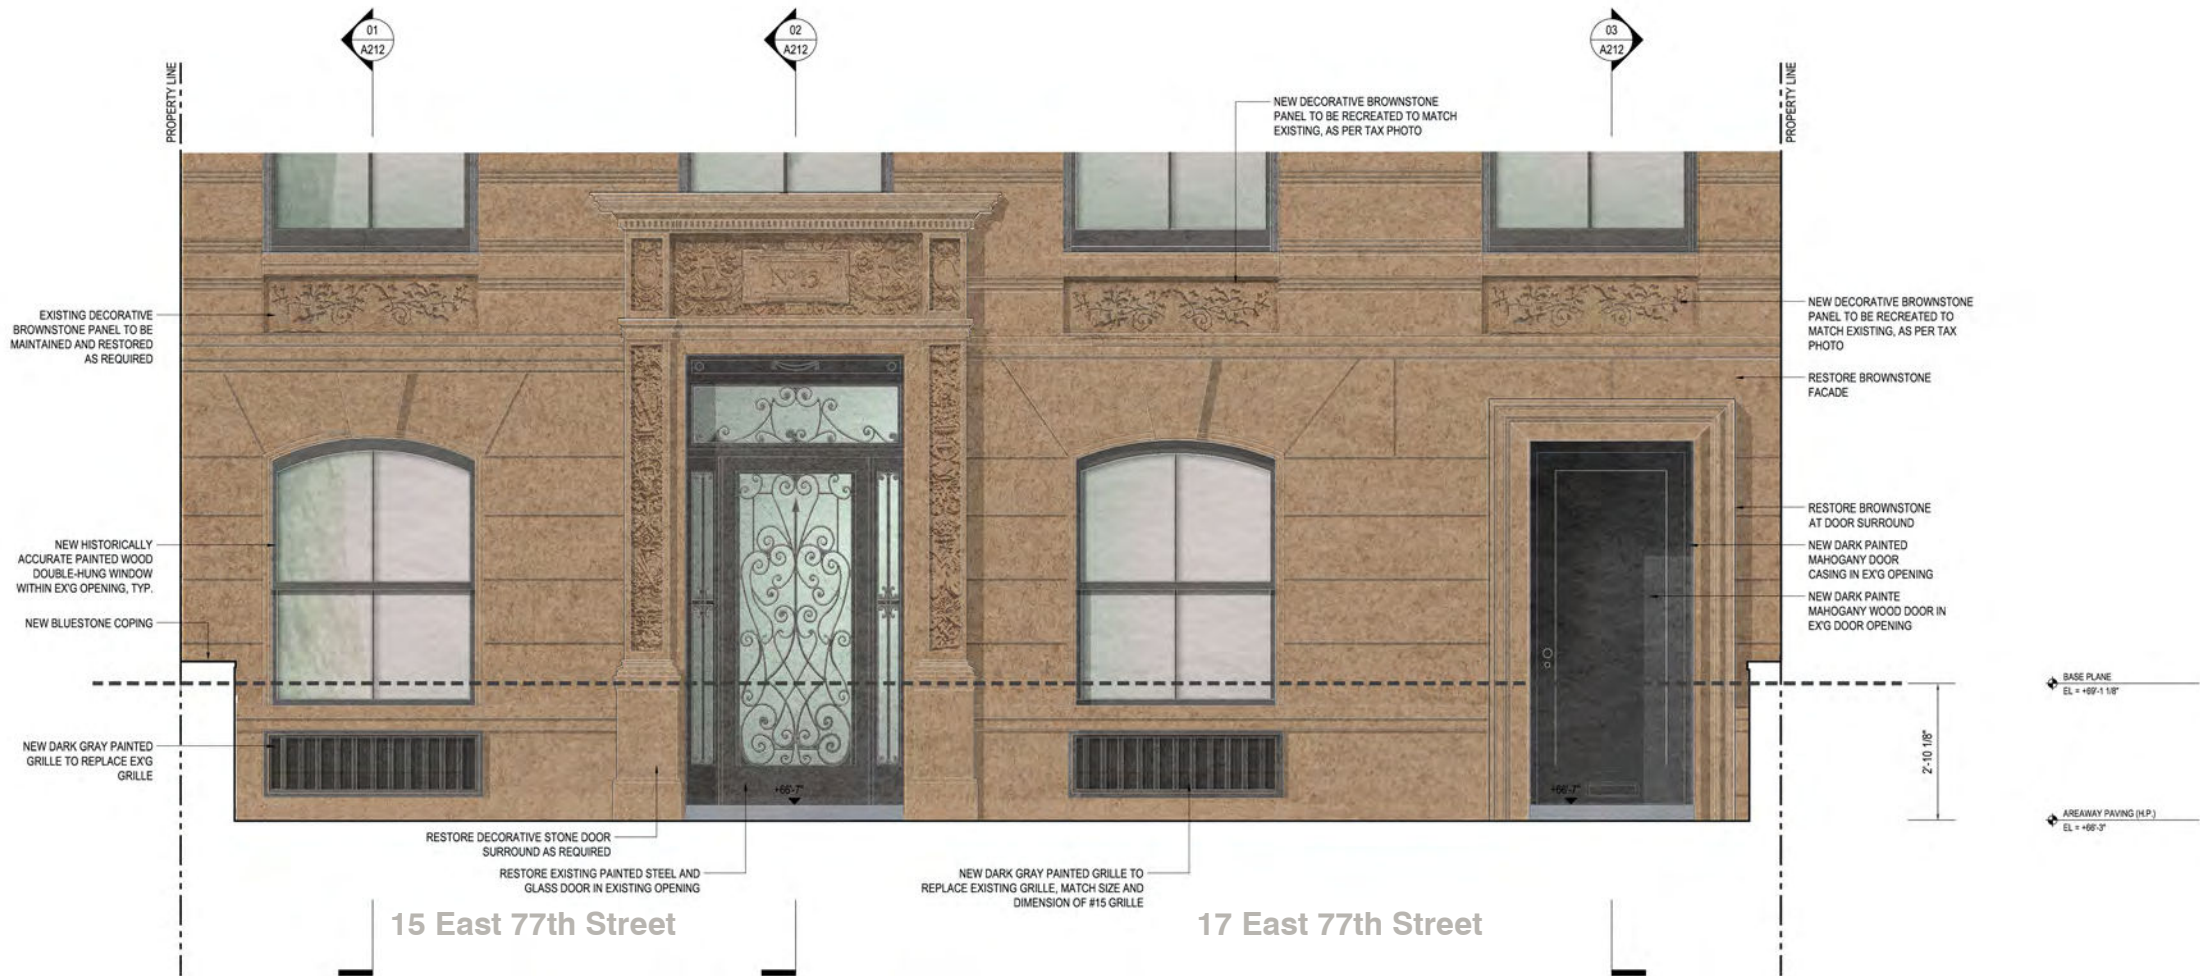 01
A212
02
A212
03
A212
PROPERTY LINE
PROPERTY LINE
NEW DECORATIVE BROWNSTONE
PANEL TO BE RECREATED TO MATCH
EXISTING, AS PER TAX PHOTO
EXISTING DECORATIVE
BROWNSTONE PANEL TO BE
MAINTAINED AND RESTORED
AS REQUIRED
NEW DECORATIVE BROWNSTONE
PANEL TO BE RECREATED TO
MATCH EXISTING, AS PER TAX
PHOTO
RESTORE BROWNSTONE
FACADE
NEW HISTORICALLY
ACCURATE PAINTED WOOD
DOUBLE-HUNG WINDOW
WITHIN EX'G OPENING, TYP.
NEW BLUESTONE COPING
RESTORE BROWNSTONE
AT DOOR SURROUND
NEW DARK PAINTED
MAHOGANY DOOR
CASING IN EX'G OPENING
NEW DARK PAINTE
MAHOGANY WOOD DOOR IN
EX'G DOOR OPENING
BASE PLANE
EL = +69'-1 1/8"
2'-10 1/8"
AREAWAY PAVING (H.P.)
EL = +66'-3"
NEW DARK GRAY PAINTED
GRILLE TO REPLACE EX'G
GRILLE
+66'-7"
+66'-7"
RESTORE DECORATIVE STONE DOOR
SURROUND AS REQUIRED
RESTORE EXISTING PAINTED STEEL AND
GLASS DOOR IN EXISTING OPENING
NEW DARK GRAY PAINTED GRILLE TO
REPLACE EXISTING GRILLE, MATCH SIZE AND
DIMENSION OF #15 GRILLE
15 East 77th Street
17 East 77th Street